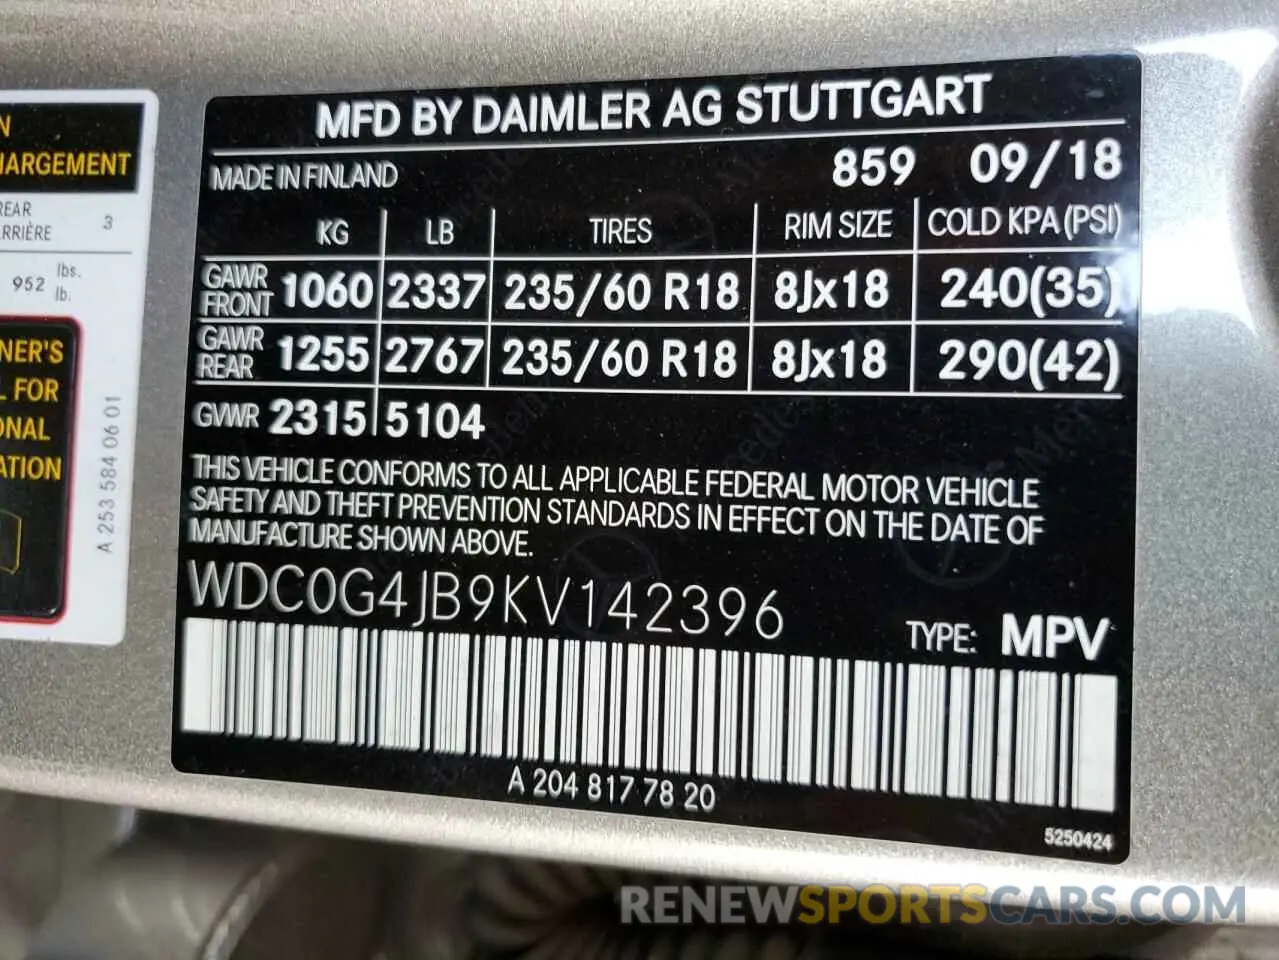 MFD BY DAIMLER AG STUTTGART
MADE IN FINLAND 859 09/18
KG LB TIRES RIM SIZE COLD KPA(PSI)
GAWR FRONT 1060 2337 235/60 R18 8Jx18 240(35)
GAWR REAR 1255 2767 235/60 R18 8Jx18 290(42)
GVWR 2315 5104
THIS VEHICLE CONFORMS TO ALL APPLICABLE FEDERAL MOTOR VEHICLE
SAFETY AND THEFT PREVENTION STANDARDS IN EFFECT ON THE DATE OF
MANUFACTURE SHOWN ABOVE.
WDC0G4JB9KV142396
TYPE: MPV
A 204 817 78 20
5250424
N
HARGEMENT
REAR
RRIÈRE 3
952 lbs.
lb.
NER'S
L FOR
ONAL
ATION
A 253 584 06 01
RENEWSPORTSCARS.COM